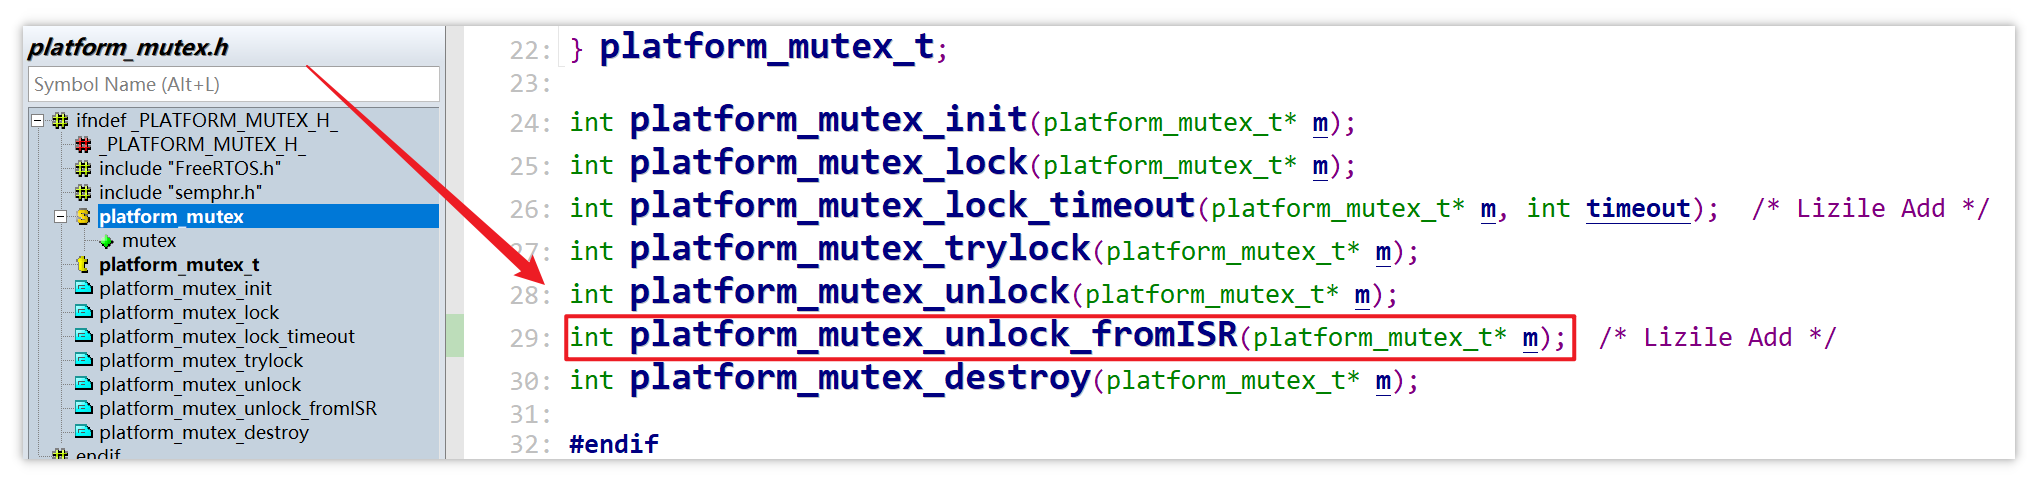 platform_mutex.h
Symbol Name (Alt+L)
ifndef _PLATFORM_MUTEX_H_
_PLATFORM_MUTEX_H_
include "FreeRTOS.h"
include "semphr.h"
platform_mutex
mutex
platform_mutex_t
platform_mutex_init
platform_mutex_lock
platform_mutex_lock_timeout
platform_mutex_trylock
platform_mutex_unlock
platform_mutex_unlock_fromISR
platform_mutex_destroy
endif
22: } platform_mutex_t;
23:
24: int platform_mutex_init(platform_mutex_t* m);
25: int platform_mutex_lock(platform_mutex_t* m);
26: int platform_mutex_lock_timeout(platform_mutex_t* m, int timeout); /* Lizile Add */
27: int platform_mutex_trylock(platform_mutex_t* m);
28: int platform_mutex_unlock(platform_mutex_t* m);
29: int platform_mutex_unlock_fromISR(platform_mutex_t* m); /* Lizile Add */
30: int platform_mutex_destroy(platform_mutex_t* m);
31:
32: #endif